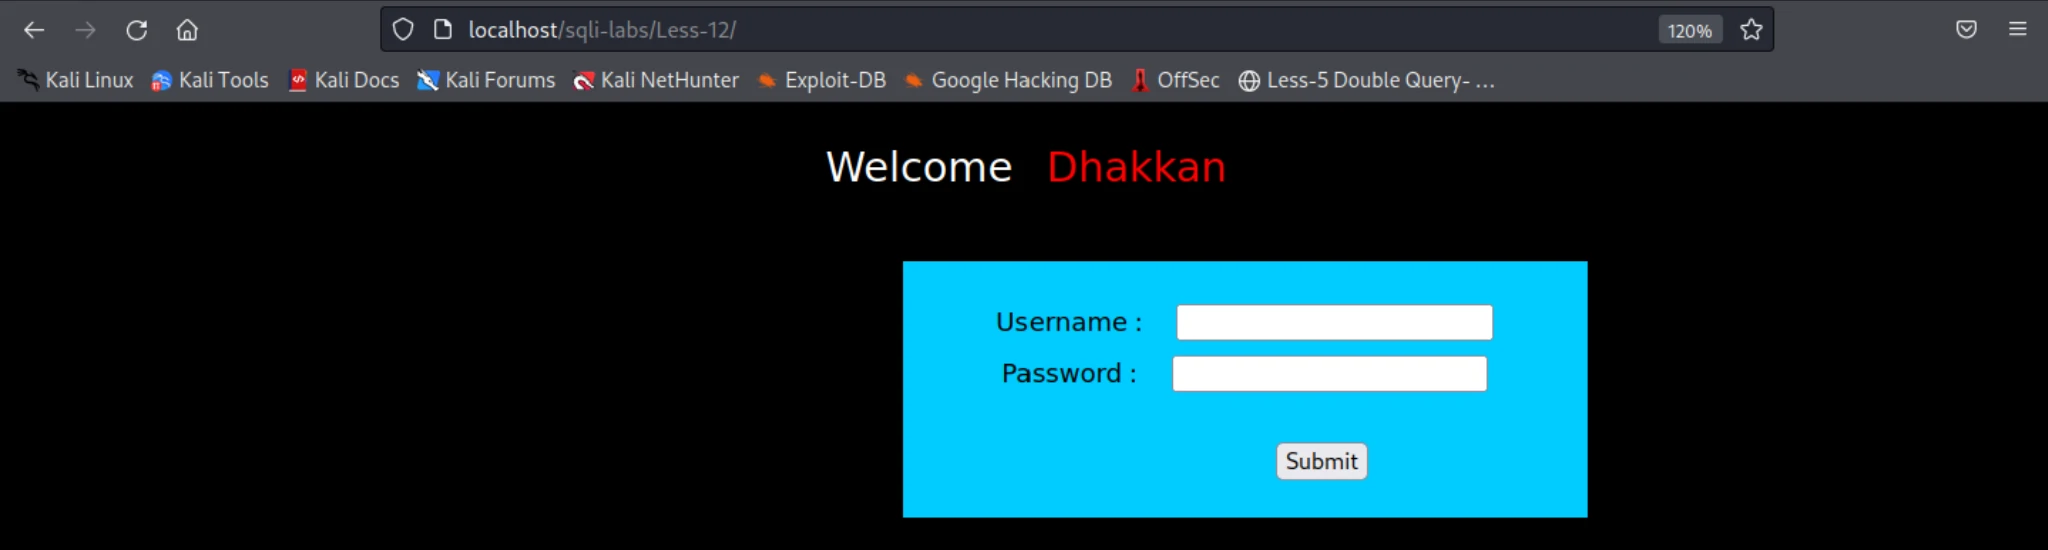 localhost/sqli-labs/Less-12/ 120%
Kali Linux Kali Tools Kali Docs Kali Forums Kali NetHunter Exploit-DB Google Hacking DB OffSec Less-5 Double Query- ...
Welcome Dhakkan
Username :
Password :
Submit